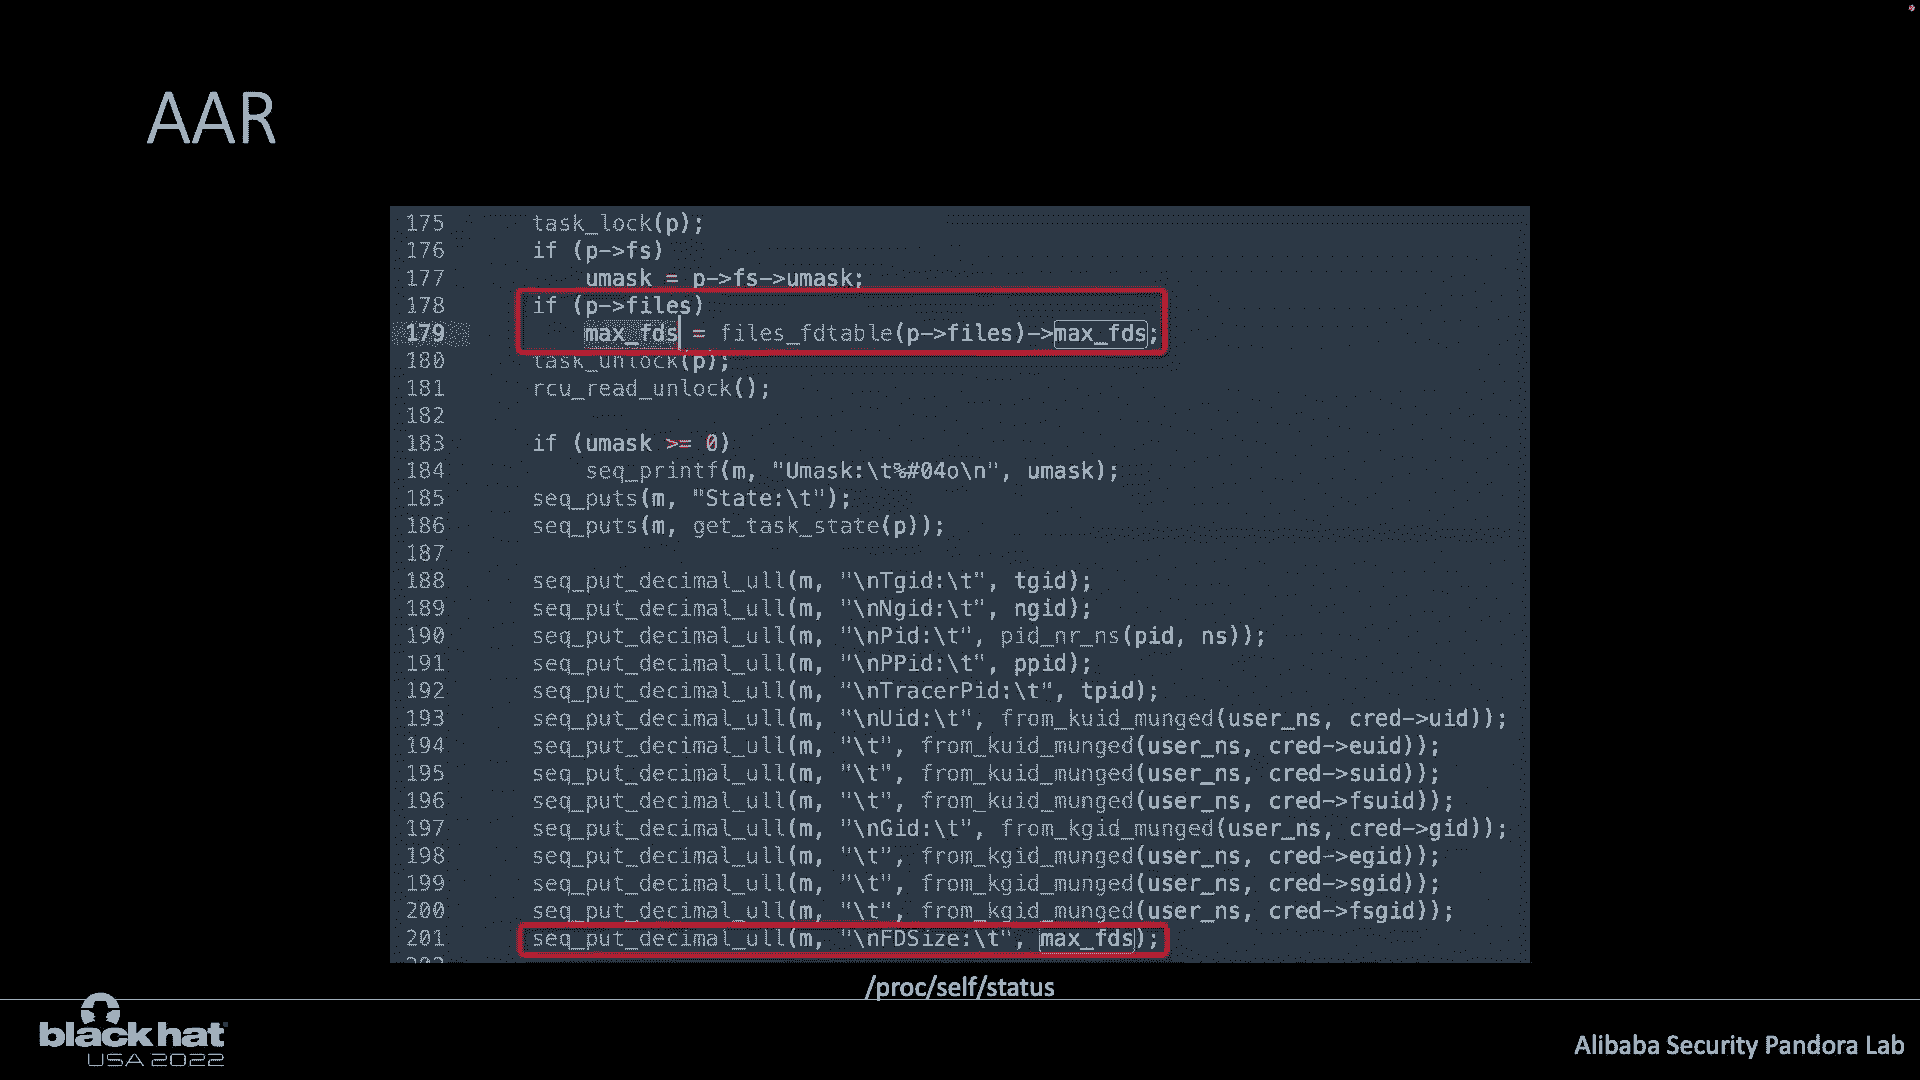 AAR
175 task_lock(p);
176 if (p->fs)
177 umask = p->fs->umask;
178 if (p->files)
179 max_fds = files_fdtable(p->files)->max_fds;
180 task_unlock(p);
181 rcu_read_unlock();
182
183 if (umask >= 0)
184 seq_printf(m, "Umask:\t%#04o\n", umask);
185 seq_puts(m, "State:\t");
186 seq_puts(m, get_task_state(p));
187
188 seq_put_decimal_ull(m, "\nTgid:\t", tgid);
189 seq_put_decimal_ull(m, "\nNgid:\t", ngid);
190 seq_put_decimal_ull(m, "\nPid:\t", pid_nr_ns(pid, ns));
191 seq_put_decimal_ull(m, "\nPPid:\t", ppid);
192 seq_put_decimal_ull(m, "\nTracerPid:\t", tpid);
193 seq_put_decimal_ull(m, "\nUid:\t", from_kuid_munged(user_ns, cred->uid));
194 seq_put_decimal_ull(m, "\t", from_kuid_munged(user_ns, cred->euid));
195 seq_put_decimal_ull(m, "\t", from_kuid_munged(user_ns, cred->suid));
196 seq_put_decimal_ull(m, "\t", from_kuid_munged(user_ns, cred->fsuid));
197 seq_put_decimal_ull(m, "\nGid:\t", from_kgid_munged(user_ns, cred->gid));
198 seq_put_decimal_ull(m, "\t", from_kgid_munged(user_ns, cred->egid));
199 seq_put_decimal_ull(m, "\t", from_kgid_munged(user_ns, cred->sgid));
200 seq_put_decimal_ull(m, "\t", from_kgid_munged(user_ns, cred->fsgid));
201 seq_put_decimal_ull(m, "\nFDSize:\t", max_fds);
/proc/self/status
black hat
USA 2022
Alibaba Security Pandora Lab